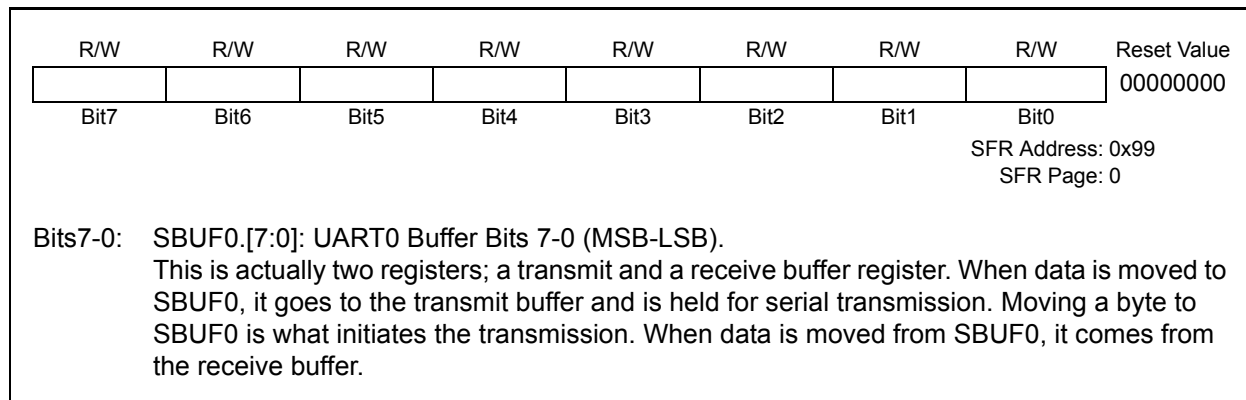 R/W R/W R/W R/W R/W R/W R/W R/W Reset Value
00000000
Bit7 Bit6 Bit5 Bit4 Bit3 Bit2 Bit1 Bit0
SFR Address: 0x99
SFR Page: 0
Bits7-0: SBUF0.[7:0]: UART0 Buffer Bits 7-0 (MSB-LSB).
This is actually two registers; a transmit and a receive buffer register. When data is moved to
SBUF0, it goes to the transmit buffer and is held for serial transmission. Moving a byte to
SBUF0 is what initiates the transmission. When data is moved from SBUF0, it comes from
the receive buffer.